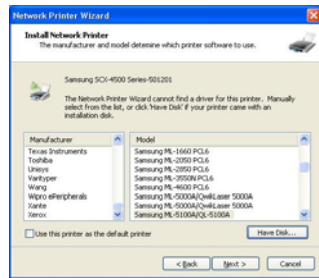 Network Printer Wizard
Install Network Printer
The manufacturer and model detemine which printer software to use.
Samsung SCX-4500 Series-501201
The Network Printer Wizard cannot find a driver for this printer. Manually
select from the list, or click 'Have Disk' if your printer came with an
installation disk.
Manufacturer
Texas Instruments
Toshiba
Unisys
Varityper
Wang
Wipro ePeripherals
Xante
Xerox
Model
Samsung ML-1660 PCL6
Samsung ML-2050 PCL6
Samsung ML-2850 PCL6
Samsung ML-3550N PCL6
Samsung ML-4600 PCL6
Samsung ML-5000A/QwikLaser 5000A
Samsung ML-5000A/QwikLaser 5000A
Samsung ML-5100A/QL-5100A
Use this printer as the default printer
Have Disk...
< Back
Next >
Cancel